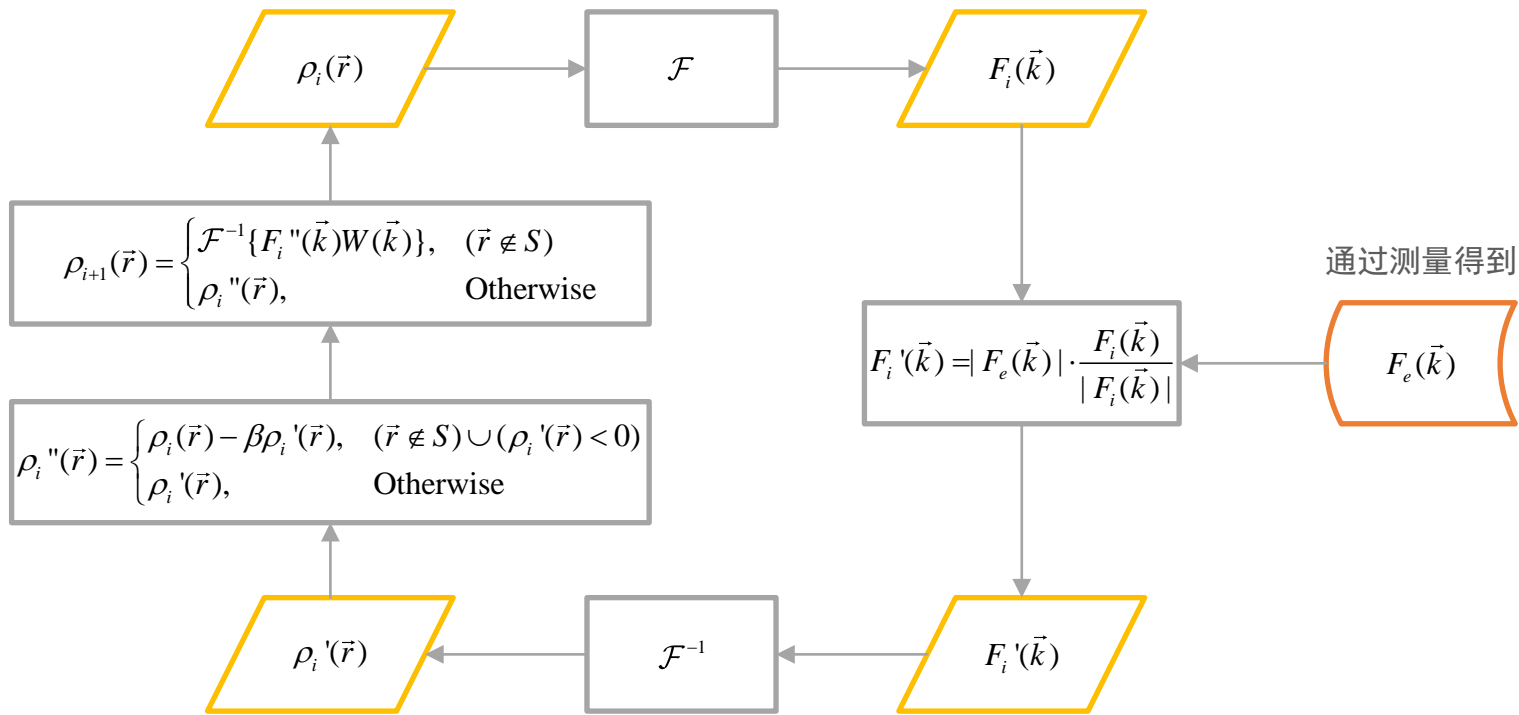 ρ_i(r⃗)
ℱ
F_i(k⃗)
ρ_{i+1}(r⃗) = { ℱ^{-1}{F_i''(k⃗)W(k⃗)}, (r⃗ ∉ S)
ρ_i''(r⃗), Otherwise
通过测量得到
F_i'(k⃗) = | F_e(k⃗) | · F_i(k⃗) / | F_i(k⃗) |
F_e(k⃗)
ρ_i''(r⃗) = { ρ_i(r⃗) − βρ_i'(r⃗), (r⃗ ∉ S) ∪ (ρ_i'(r⃗) < 0)
ρ_i'(r⃗), Otherwise
ρ_i'(r⃗)
ℱ^{-1}
F_i'(k⃗)